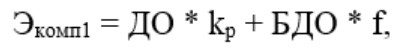 Экомп1 = ДО * kр + БДО * f,